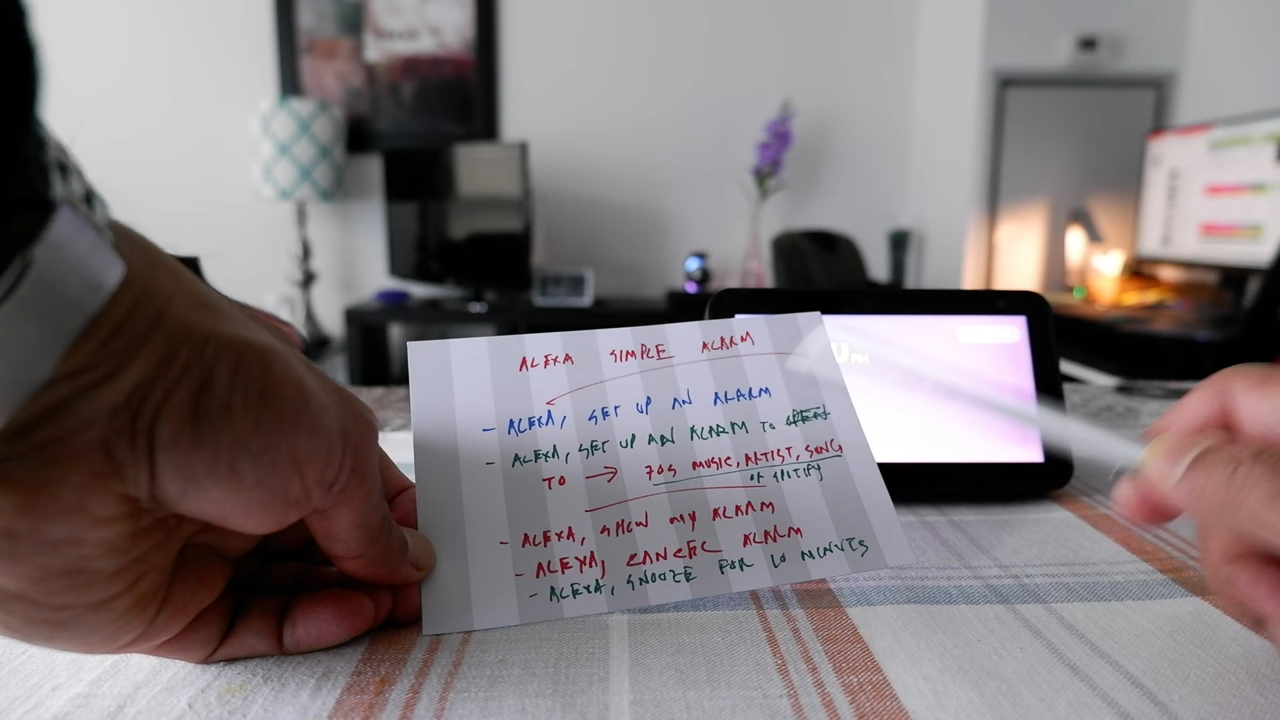 ALEXA SIMPLE ALARM
- ALEXA, SET UP AN ALARM
- ALEXA, SET UP AN ALARM TO
TO → 70S MUSIC, ARTIST, SONG
OF SPOTIFY
- ALEXA, SHOW MY ALARM
- ALEXA, CANCEL ALARM
- ALEXA, SNOOZE FOR 10 MINUTES